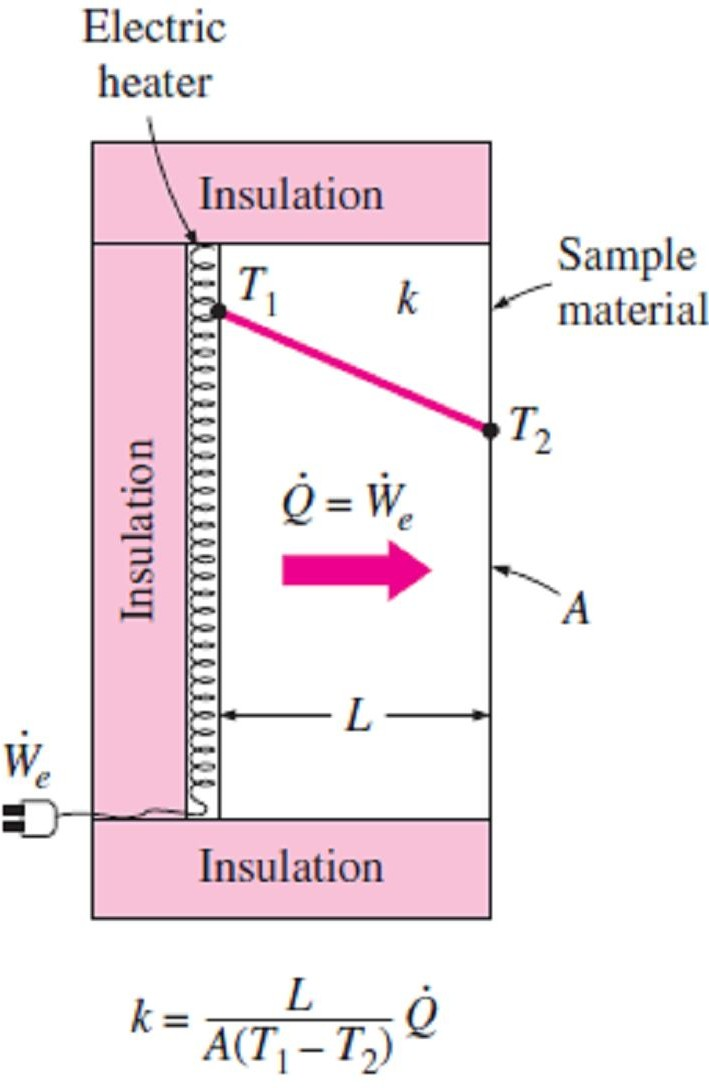 Electric
heater
Insulation
Sample
material
T₁
k
T₂
Insulation
Q̇ = Ẇₑ
A
L
Ẇₑ
Insulation
k = L / A(T₁ – T₂) Q̇